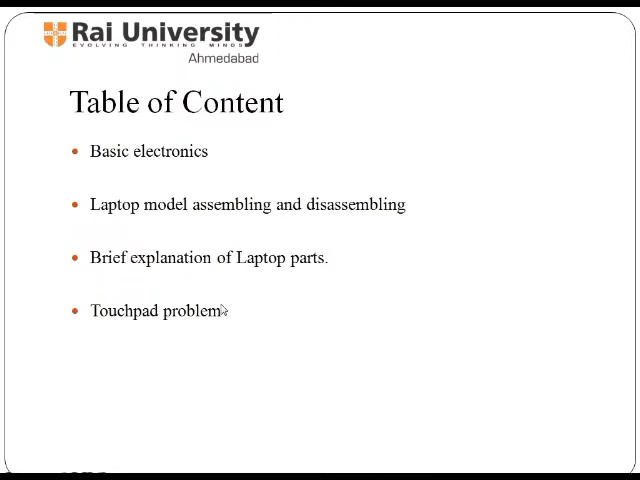 Rai University
EVOLVING THINKING MINDS
Ahmedabad
Table of Content
• Basic electronics
• Laptop model assembling and disassembling
• Brief explanation of Laptop parts.
• Touchpad problem